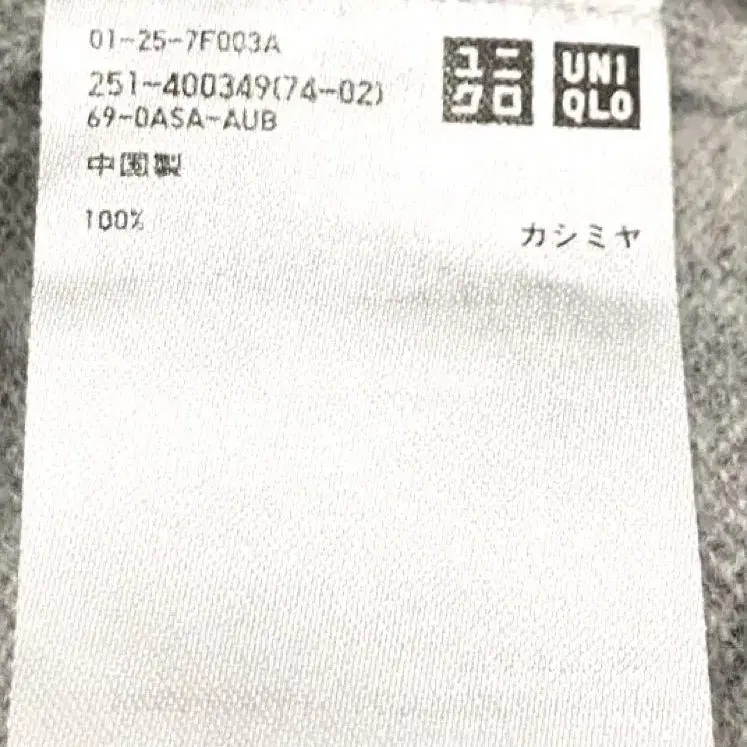 01-25-7F003A
251-400349(74-02)
69-0ASA-AUB
ユニ
クロ
UNI
QLO
中国製
100% カシミヤ